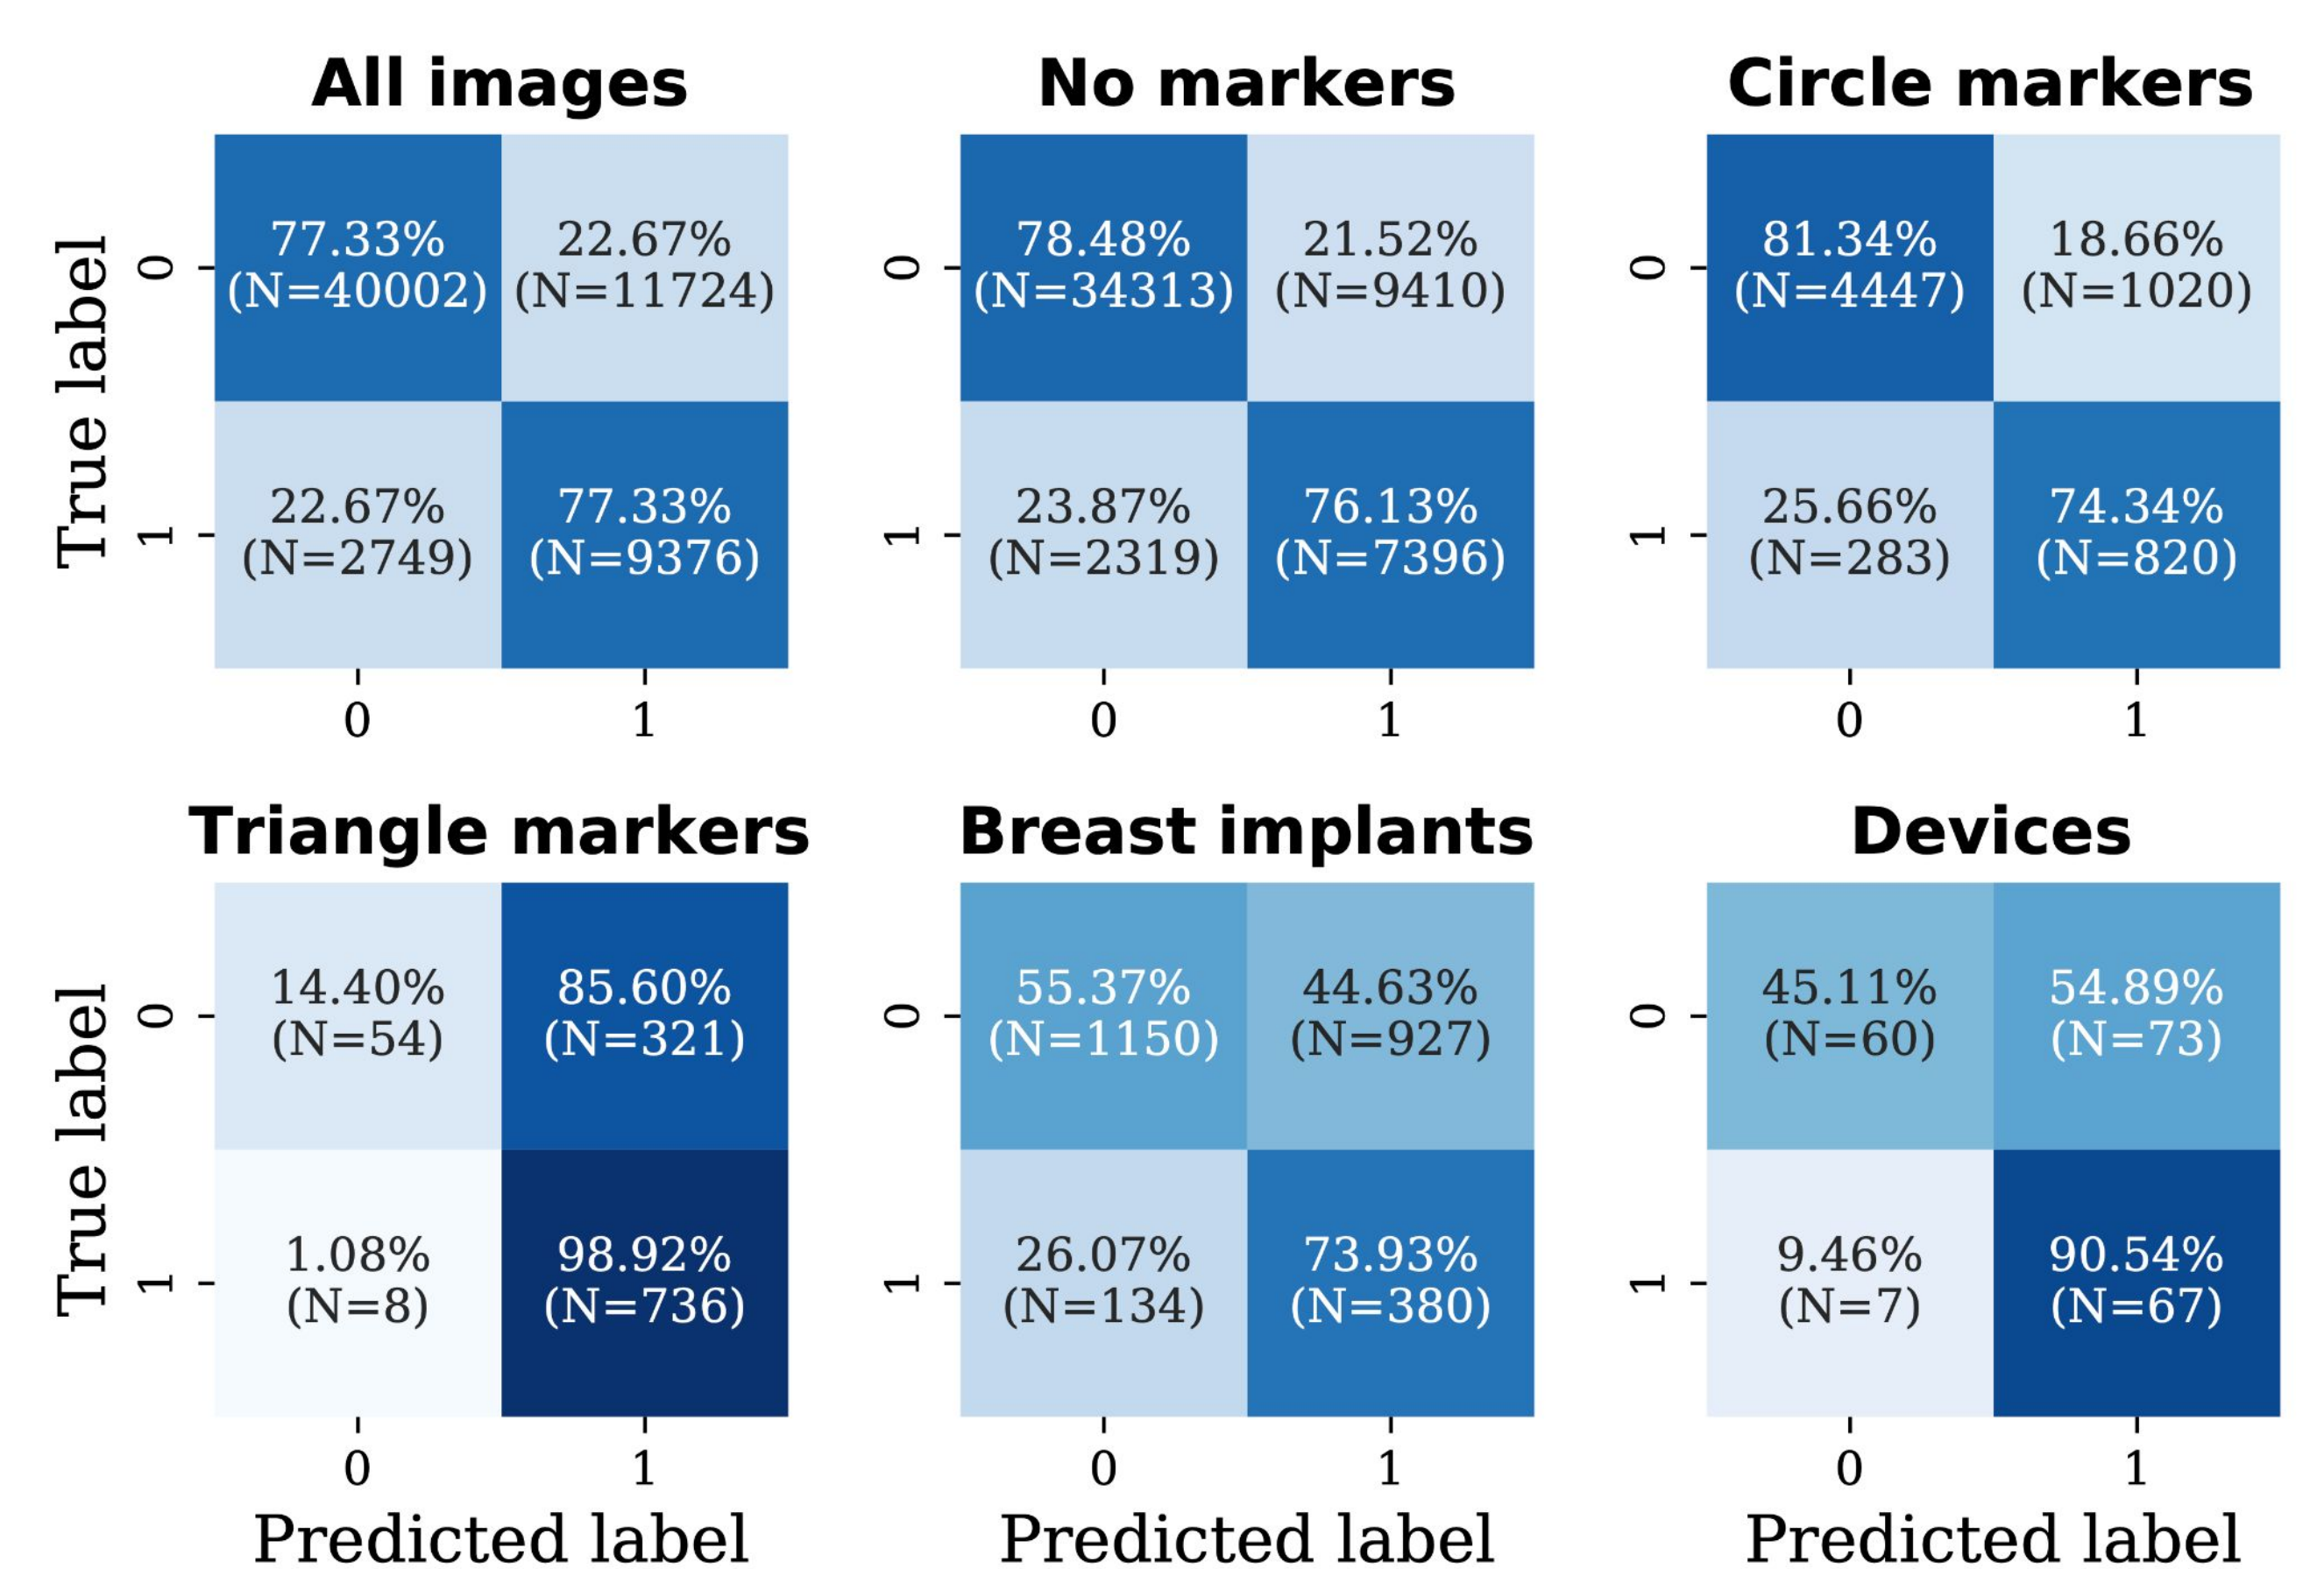 All images
No markers
Circle markers
True label
0
77.33%
(N=40002)
22.67%
(N=11724)
1
22.67%
(N=2749)
77.33%
(N=9376)
0
1
0
78.48%
(N=34313)
21.52%
(N=9410)
1
23.87%
(N=2319)
76.13%
(N=7396)
0
1
0
81.34%
(N=4447)
18.66%
(N=1020)
1
25.66%
(N=283)
74.34%
(N=820)
0
1
Triangle markers
Breast implants
Devices
True label
0
14.40%
(N=54)
85.60%
(N=321)
1
1.08%
(N=8)
98.92%
(N=736)
0
1
Predicted label
0
55.37%
(N=1150)
44.63%
(N=927)
1
26.07%
(N=134)
73.93%
(N=380)
0
1
Predicted label
0
45.11%
(N=60)
54.89%
(N=73)
1
9.46%
(N=7)
90.54%
(N=67)
0
1
Predicted label